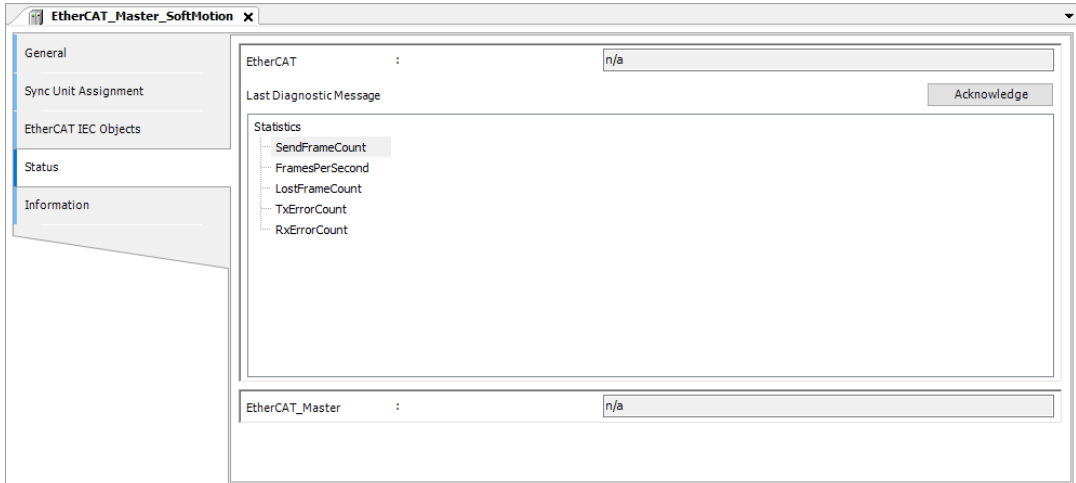 EtherCAT_Master_SoftMotion X
General
Sync Unit Assignment
EtherCAT IEC Objects
Status
Information
EtherCAT : n/a
Last Diagnostic Message Acknowledge
Statistics
SendFrameCount
FramesPerSecond
LostFrameCount
TxErrorCount
RxErrorCount
EtherCAT_Master : n/a